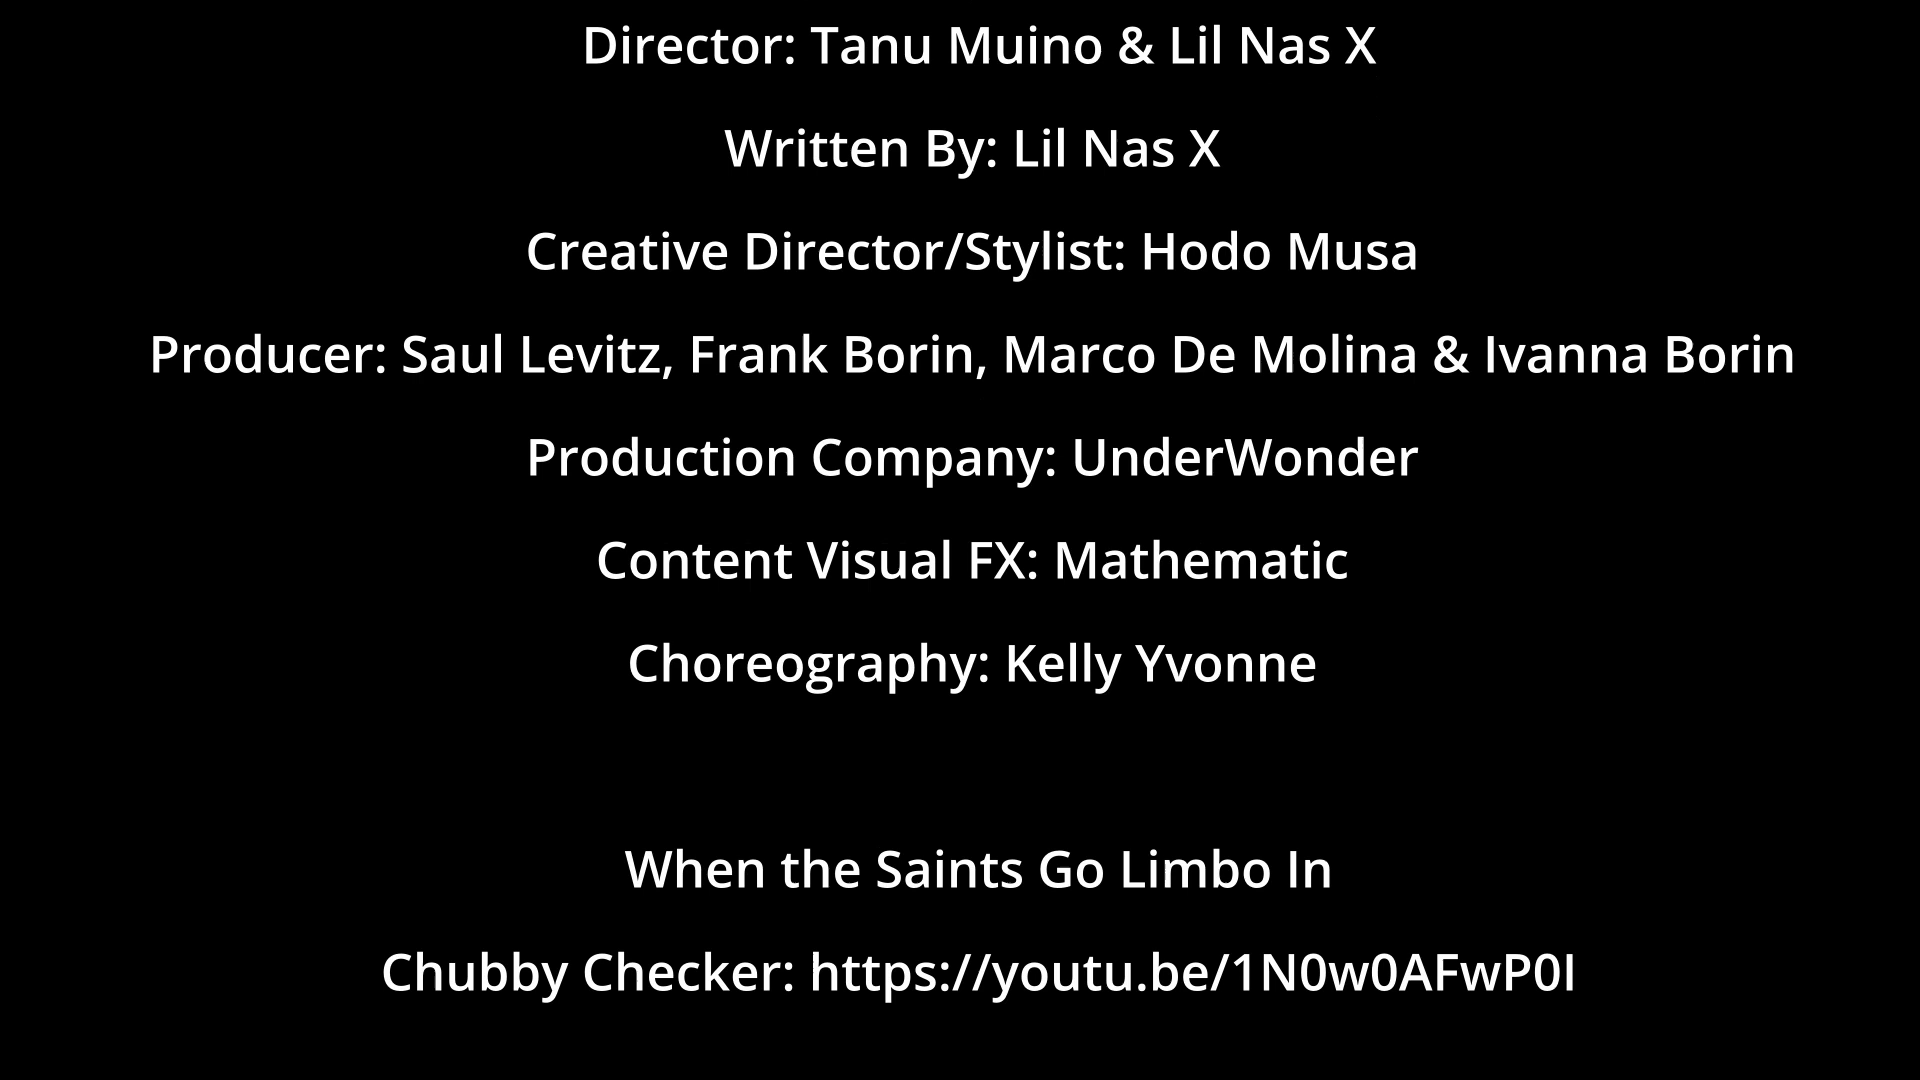 Director: Tanu Muino & Lil Nas X
Written By: Lil Nas X
Creative Director/Stylist: Hodo Musa
Producer: Saul Levitz, Frank Borin, Marco De Molina & Ivanna Borin
Production Company: UnderWonder
Content Visual FX: Mathematic
Choreography: Kelly Yvonne
When the Saints Go Limbo In
Chubby Checker: https://youtu.be/1N0w0AFwP0I